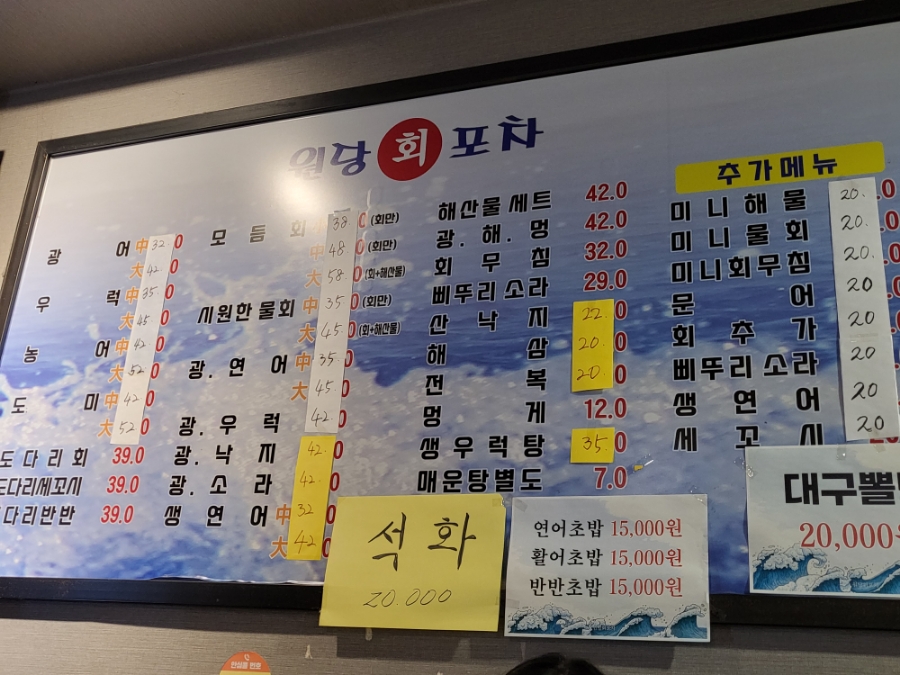 원당 회 포차
광 어 中 32. 0
大 42 0
우 럭 中 35. 0
大 45 0
농 어 中 42 0
大 52 0
도 미 中 42 0
大 52 0
도다리회 39.0
도다리세꼬시 39.0
다리반반 39.0
모 듬 회 38 0 (회만)
48 0 (회만)
大 58 0 (회+해산물)
시원한물회 中 35 0 (회만)
大 45 0 (회+해산물)
광. 연어 中 35. 0
大 45 0
광. 우럭 42 0
광. 낙지 42. 0
광. 소라 42. 0
생 연 어 中 32 0
大 42 0
해산물세트 42.0
광. 해. 멍 42.0
회 무 침 32.0
삐뚜리소라 29.0
산 낙 지 22. 0
해 삼 20. 0
전 복 20. 0
멍 게 12.0
생우럭탕 35. 0
매운탕별도 7.0
추가메뉴
미니해물 20. .0
미니물회 20. 0
미니회무침 20.
문 어 20
회 추 가 20
삐뚜리소라 20
생 연 어 20
세 꼬 시 20
석화
20.000
연어초밥 15,000원
활어초밥 15,000원
반반초밥 15,000원
대구뽈
20,000
안심콜 번호